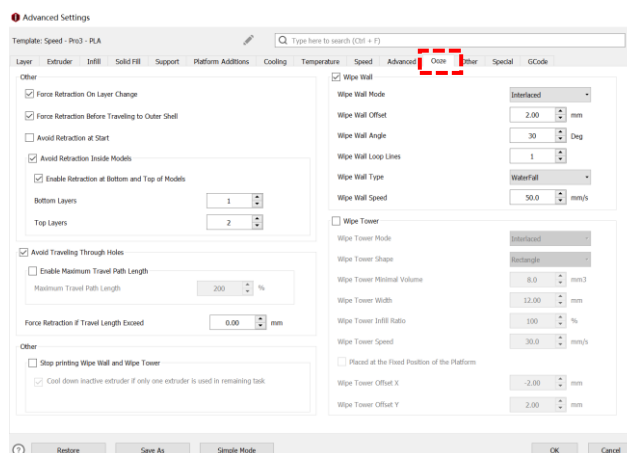 Advanced Settings
Template: Speed - Pro3 - PLA
Type here to search (Ctrl + F)
Layer Extruder Infill Solid Fill Support Platform Additions Cooling Temperature Speed Advanced Ooze Other Special GCode
Other
Force Retraction On Layer Change
Force Retraction Before Traveling to Outer Shell
Avoid Retraction at Start
Avoid Retraction Inside Models
Enable Retraction at Bottom and Top of Models
Bottom Layers 1
Top Layers 2
Avoid Traveling Through Holes
Enable Maximum Travel Path Length
Maximum Travel Path Length 200 %
Force Retraction if Travel Length Exceed 0.00 mm
Other
Stop printing Wipe Wall and Wipe Tower
Cool down inactive extruder if only one extruder is used in remaining task
Wipe Wall
Wipe Wall Mode Interlaced
Wipe Wall Offset 2.00 mm
Wipe Wall Angle 30 Deg
Wipe Wall Loop Lines 1
Wipe Wall Type WaterFall
Wipe Wall Speed 50.0 mm/s
Wipe Tower
Wipe Tower Mode Interlaced
Wipe Tower Shape Rectangle
Wipe Tower Minimal Volume 8.0 mm3
Wipe Tower Width 12.00 mm
Wipe Tower Infill Ratio 100 %
Wipe Tower Speed 30.0 mm/s
Placed at the Fixed Position of the Platform
Wipe Tower Offset X -2.00 mm
Wipe Tower Offset Y 2.00 mm
? Restore Save As Simple Mode OK Cancel